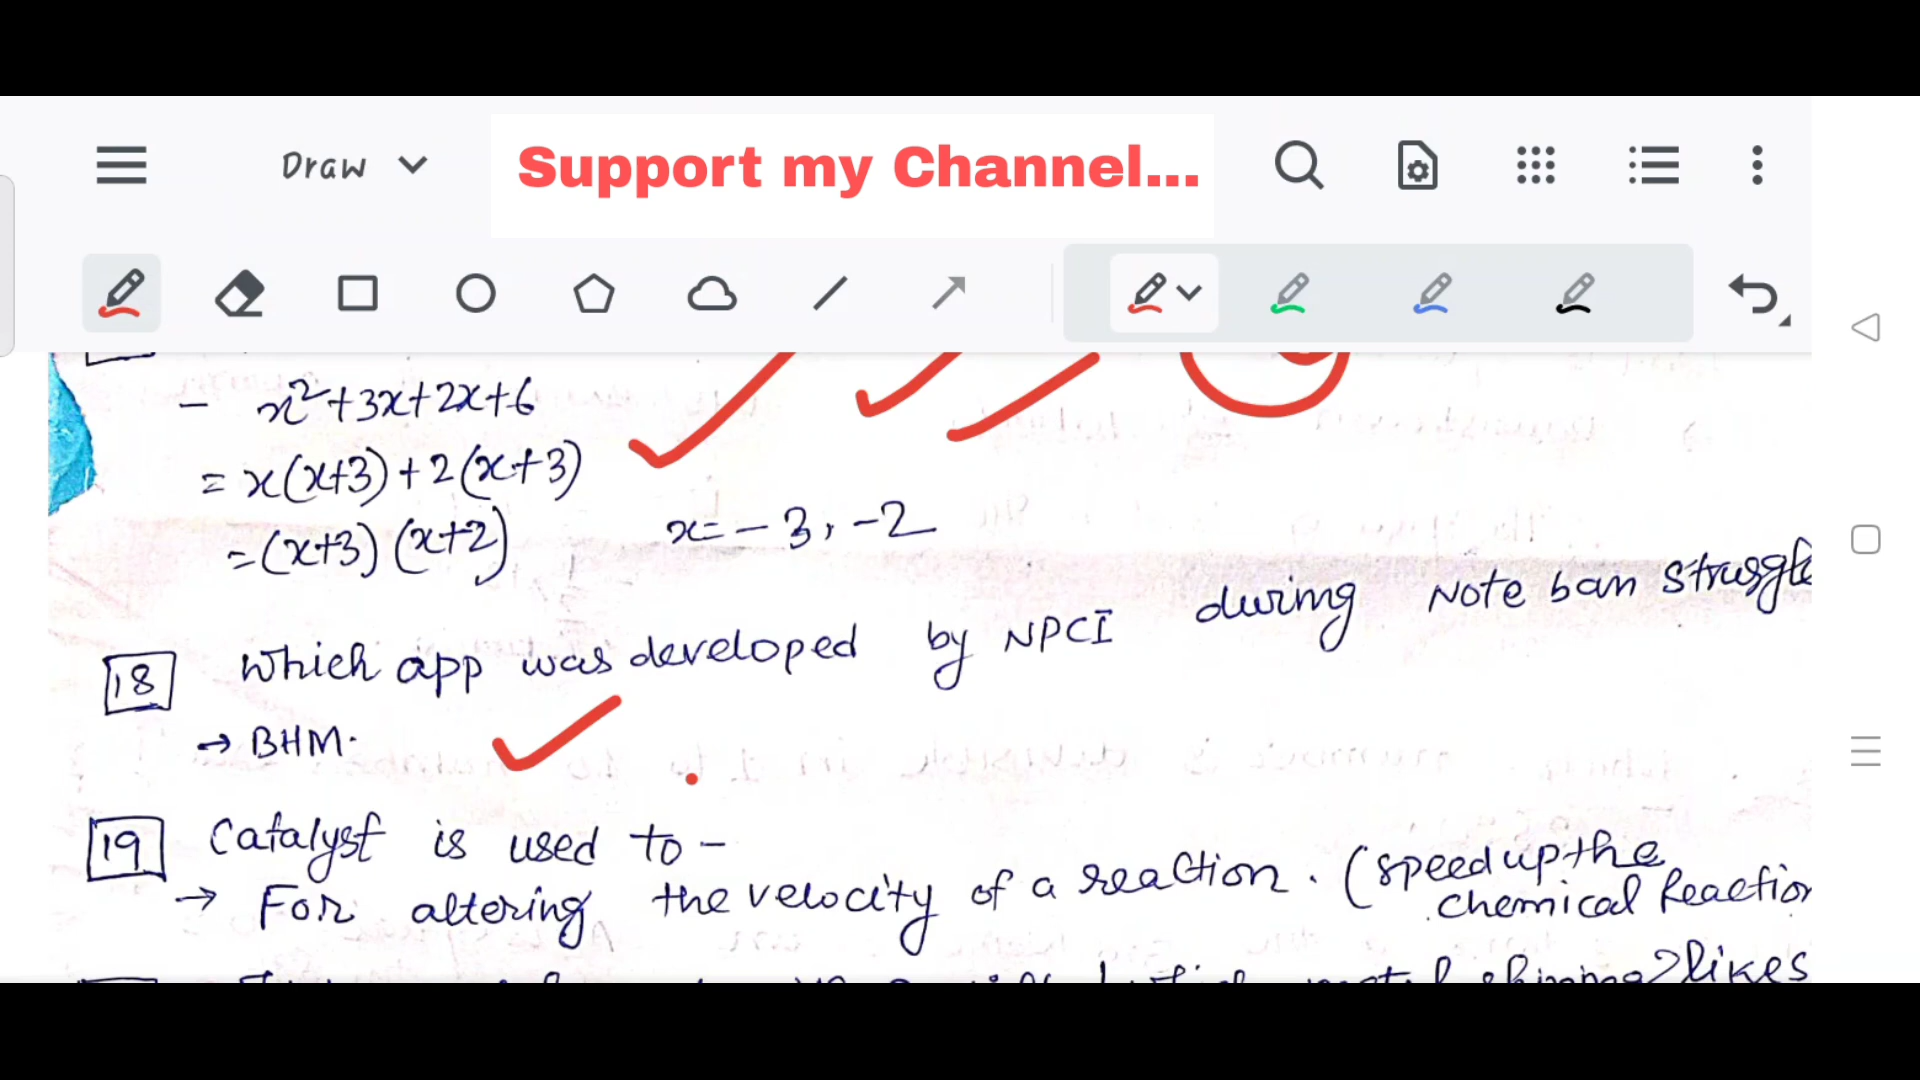 Draw
Support my Channel...
- x²+3x+2x+6
= x(x+3)+2(x+3)
=(x+3)(x+2) x=-3,-2
18 which app was developed by NPCI during Note ban struggle
→ BHM.
19 Catalyst is used to-
→ For altering the velocity of a reaction. (speed up the
chemical Reaction
likes